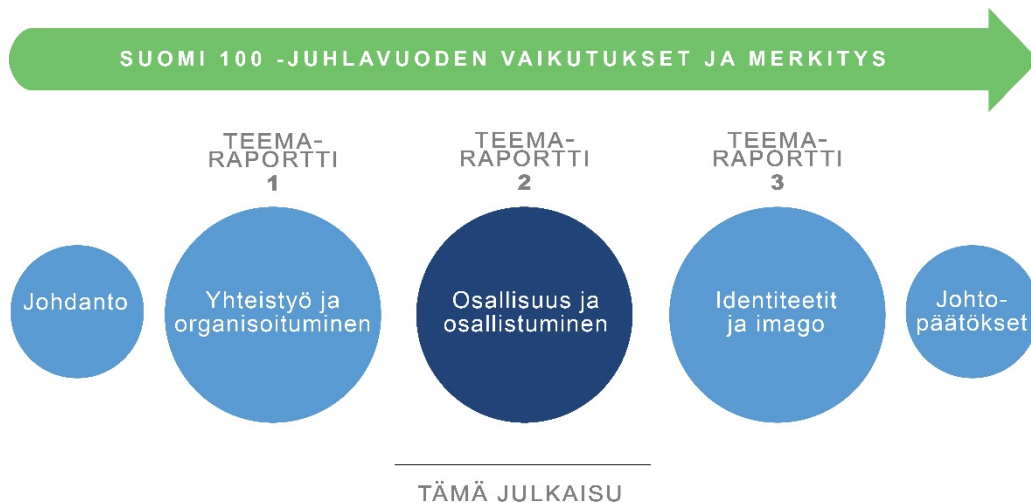 SUOMI 100 -JUHLAVUODEN VAIKUTUKSET JA MERKITYS
TEEMA-
RAPORTTI
1
TEEMA-
RAPORTTI
2
TEEMA-
RAPORTTI
3
Johdanto
Yhteistyö ja
organisoituminen
Osallisuus ja
osallistuminen
Identiteetit
ja imago
Johto-
päätökset
TÄMÄ JULKAISU